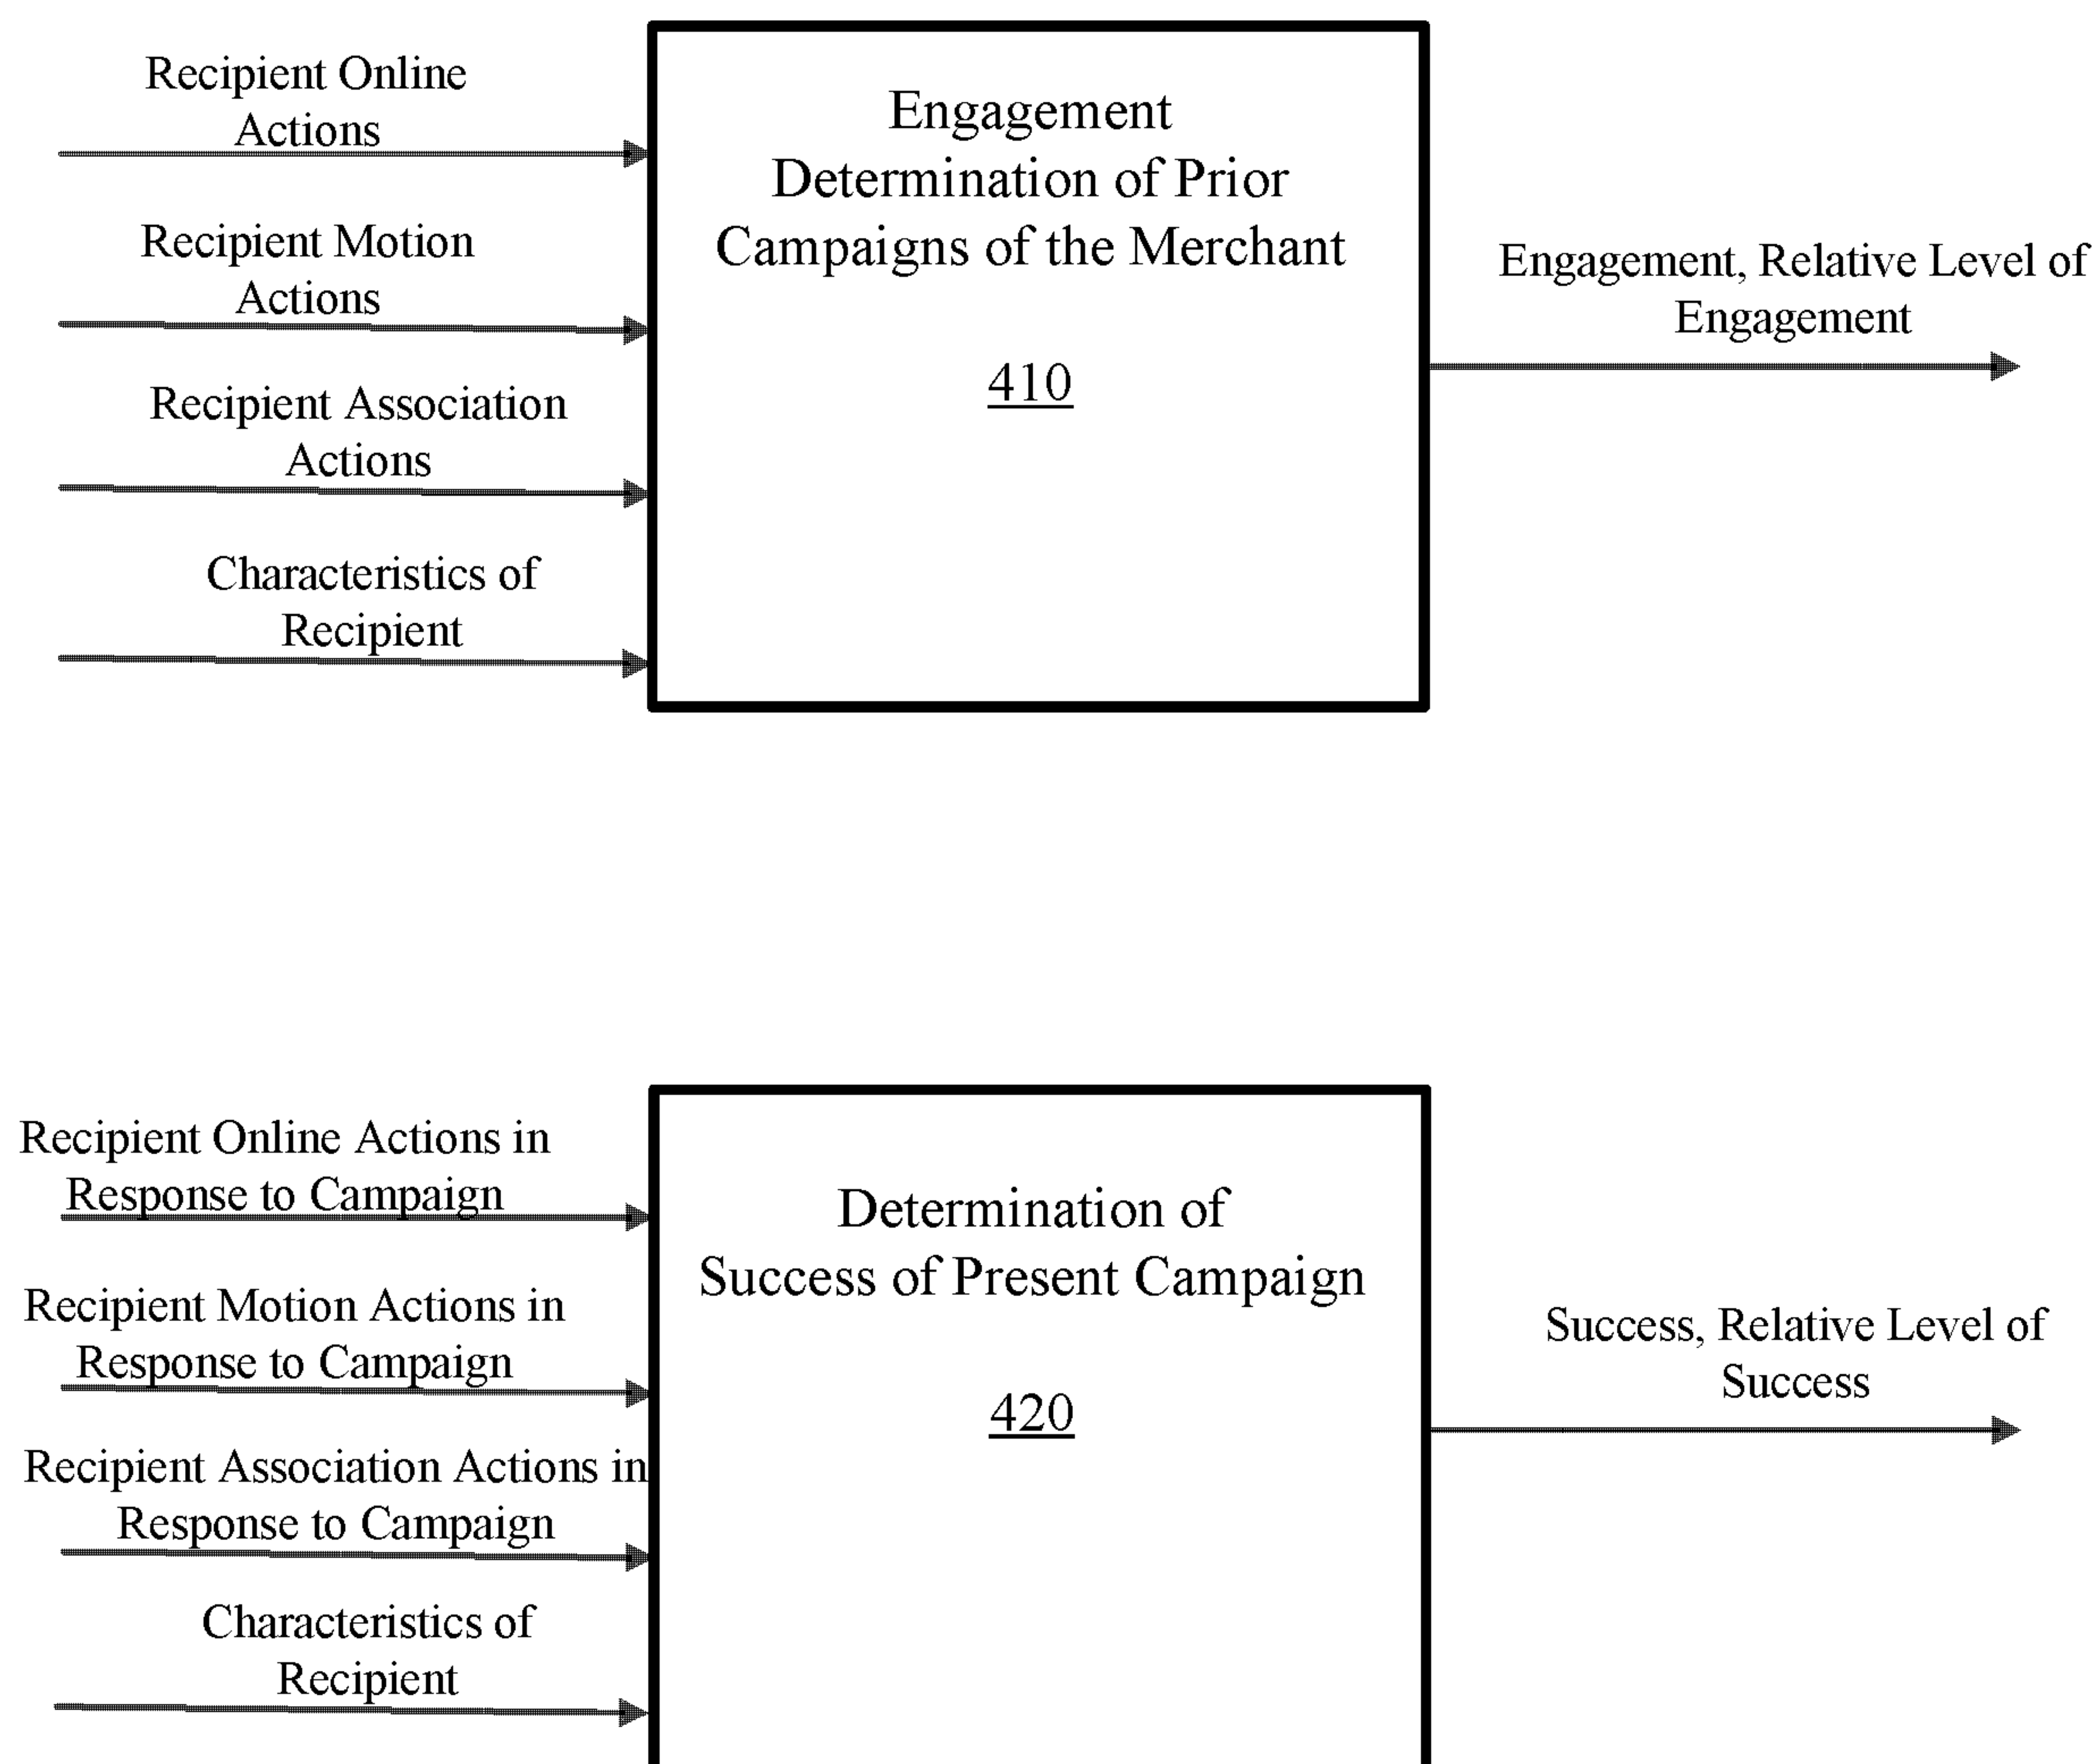 Recipient Online
Actions
Recipient Motion
Actions
Recipient Association
Actions
Characteristics of
Recipient
Engagement
Determination of Prior
Campaigns of the Merchant
410
Engagement, Relative Level of
Engagement
Recipient Online Actions in
Response to Campaign
Recipient Motion Actions in
Response to Campaign
Recipient Association Actions in
Response to Campaign
Characteristics of
Recipient
Determination of
Success of Present Campaign
420
Success, Relative Level of
Success